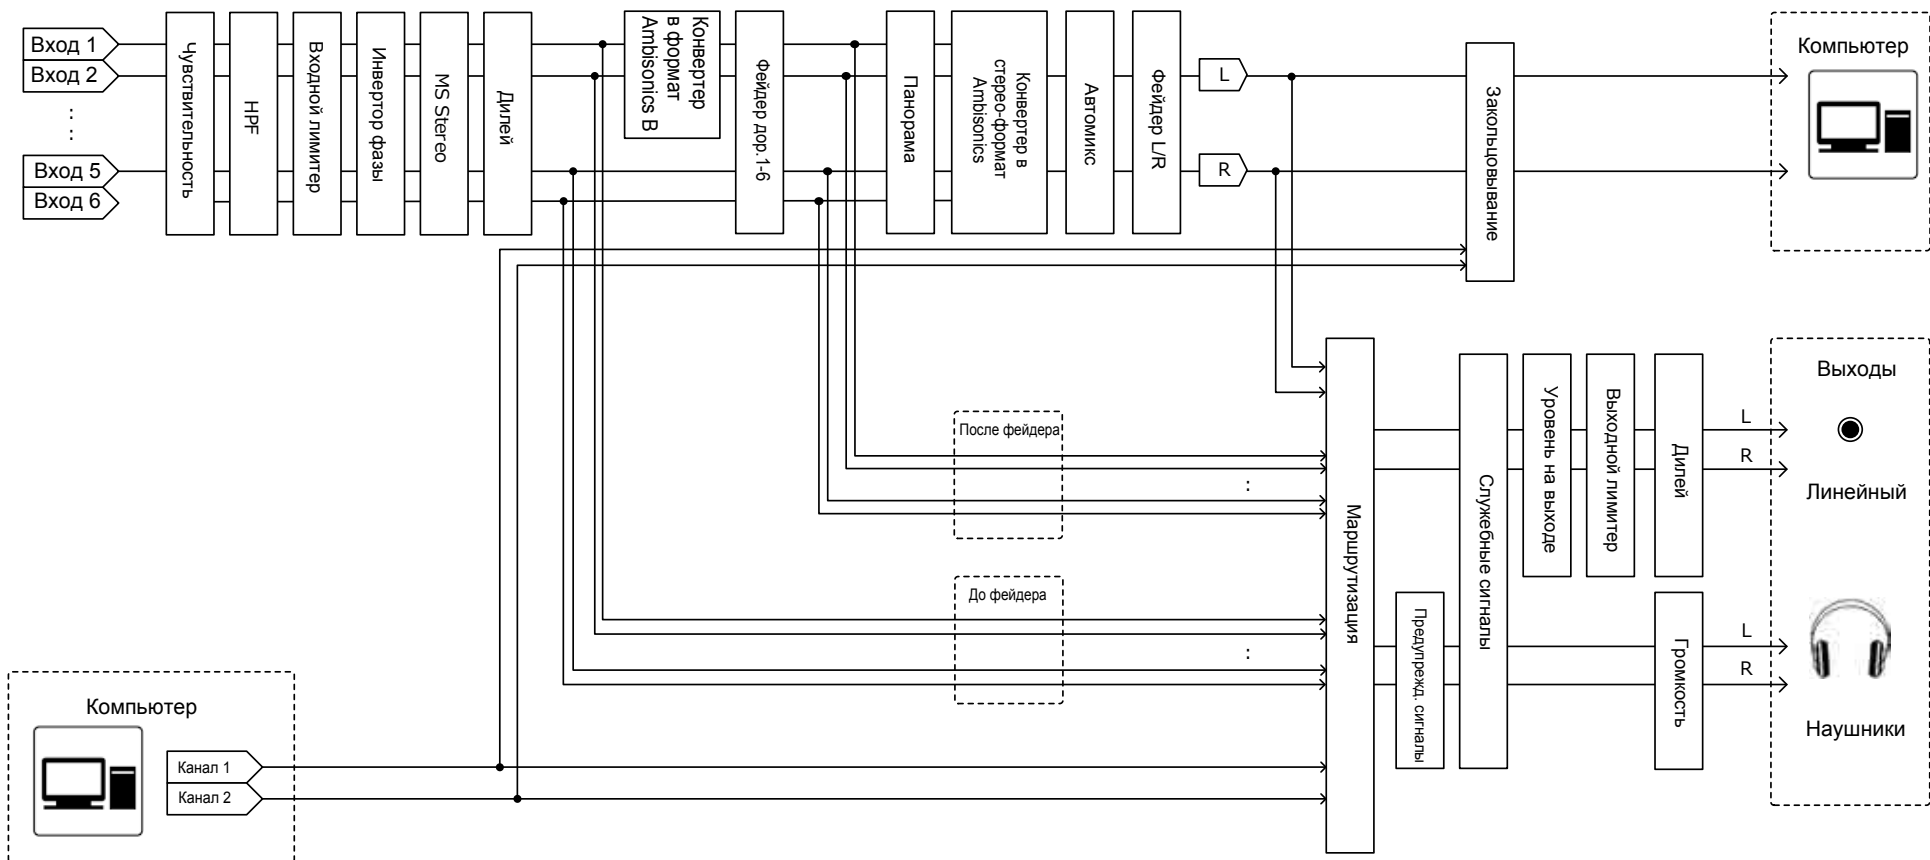 Вход 1
Вход 2
:
:
Вход 5
Вход 6
Чувствительность
HPF
Входной лимитер
Инвертор фазы
MS Stereo
Дилей
Конвертер
в формат
Ambisonics B
Фейдер дор.1-6
Панорама
Конвертер в
стерео-формат
Ambisonics
Автомикс
Фейдер L/R
L
R
Закольцовывание
Компьютер
После фейдера
:
До фейдера
:
Маршрутизация
Предупрежд. сигналы
Служебные сигналы
Уровень на выходе
Выходной лимитер
Дилей
Громкость
L
R
L
R
Выходы
Линейный
Наушники
Компьютер
Канал 1
Канал 2